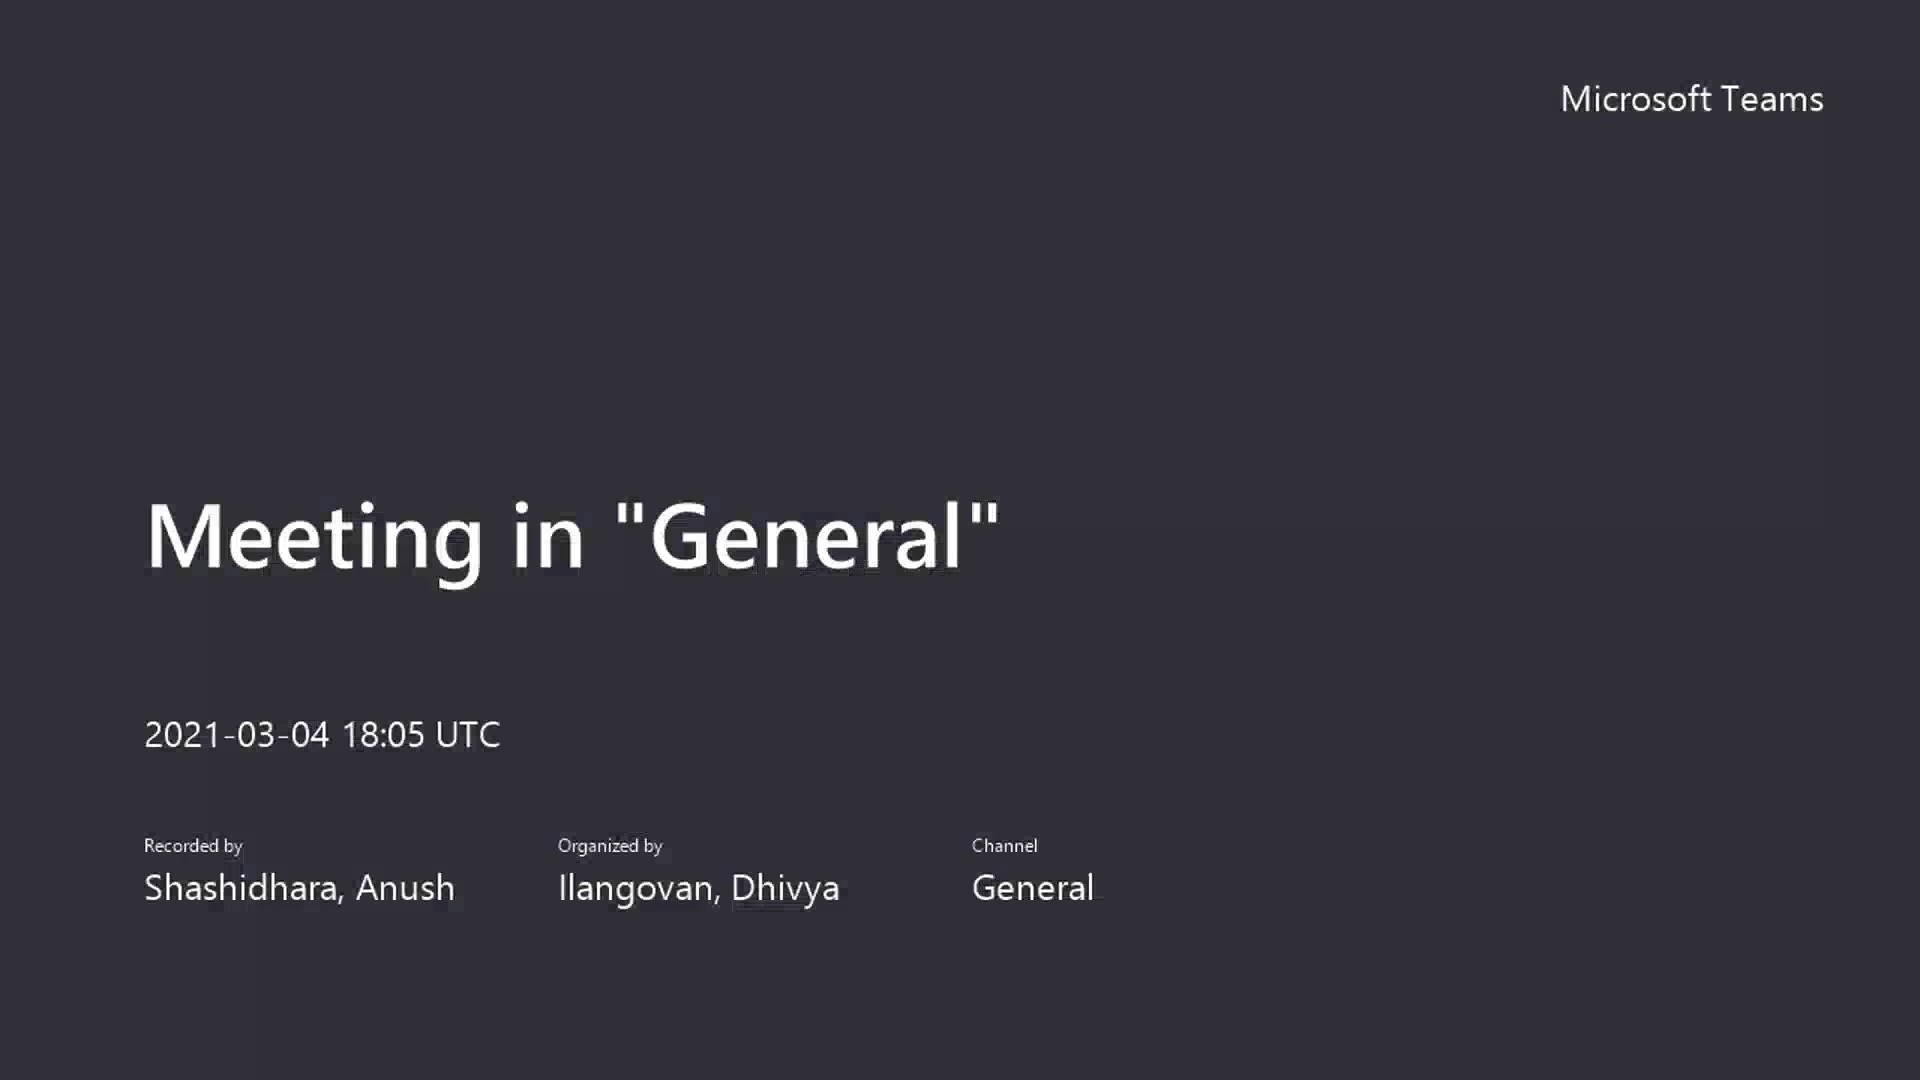 Microsoft Teams
Meeting in "General"
2021-03-04 18:05 UTC
Recorded by
Shashidhara, Anush
Organized by
Ilangovan, Dhivya
Channel
General